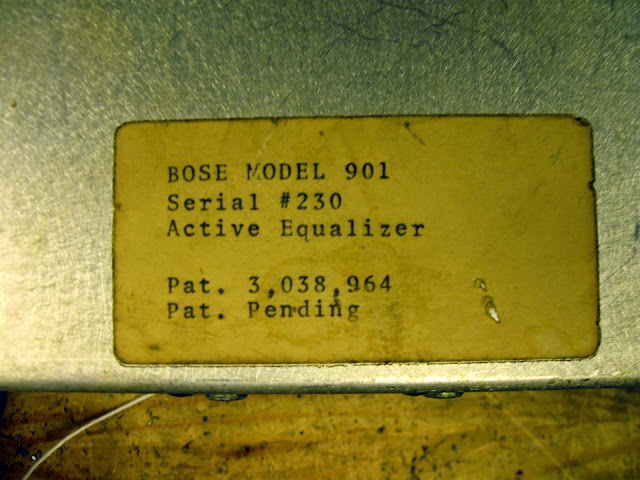 BOSE MODEL 901
Serial #230
Active Equalizer
Pat. 3,038,964
Pat. Pending